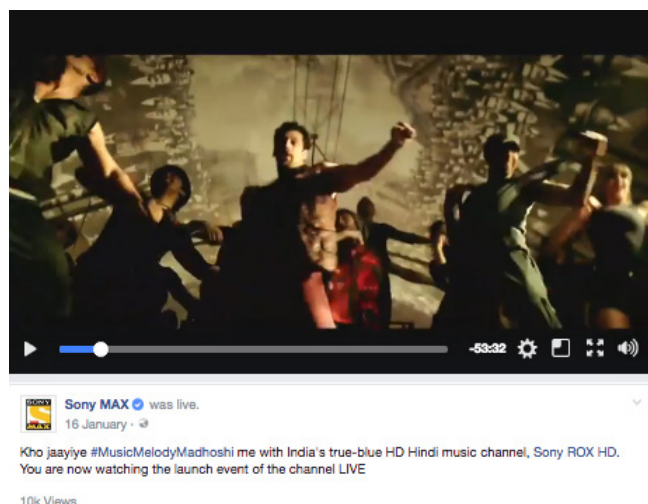 -53:32
SONY
MAX
Sony MAX was live.
16 January ·
Kho jaayiye #MusicMelodyMadhoshi me with India's true-blue HD Hindi music channel, Sony ROX HD.
You are now watching the launch event of the channel LIVE
10k Views